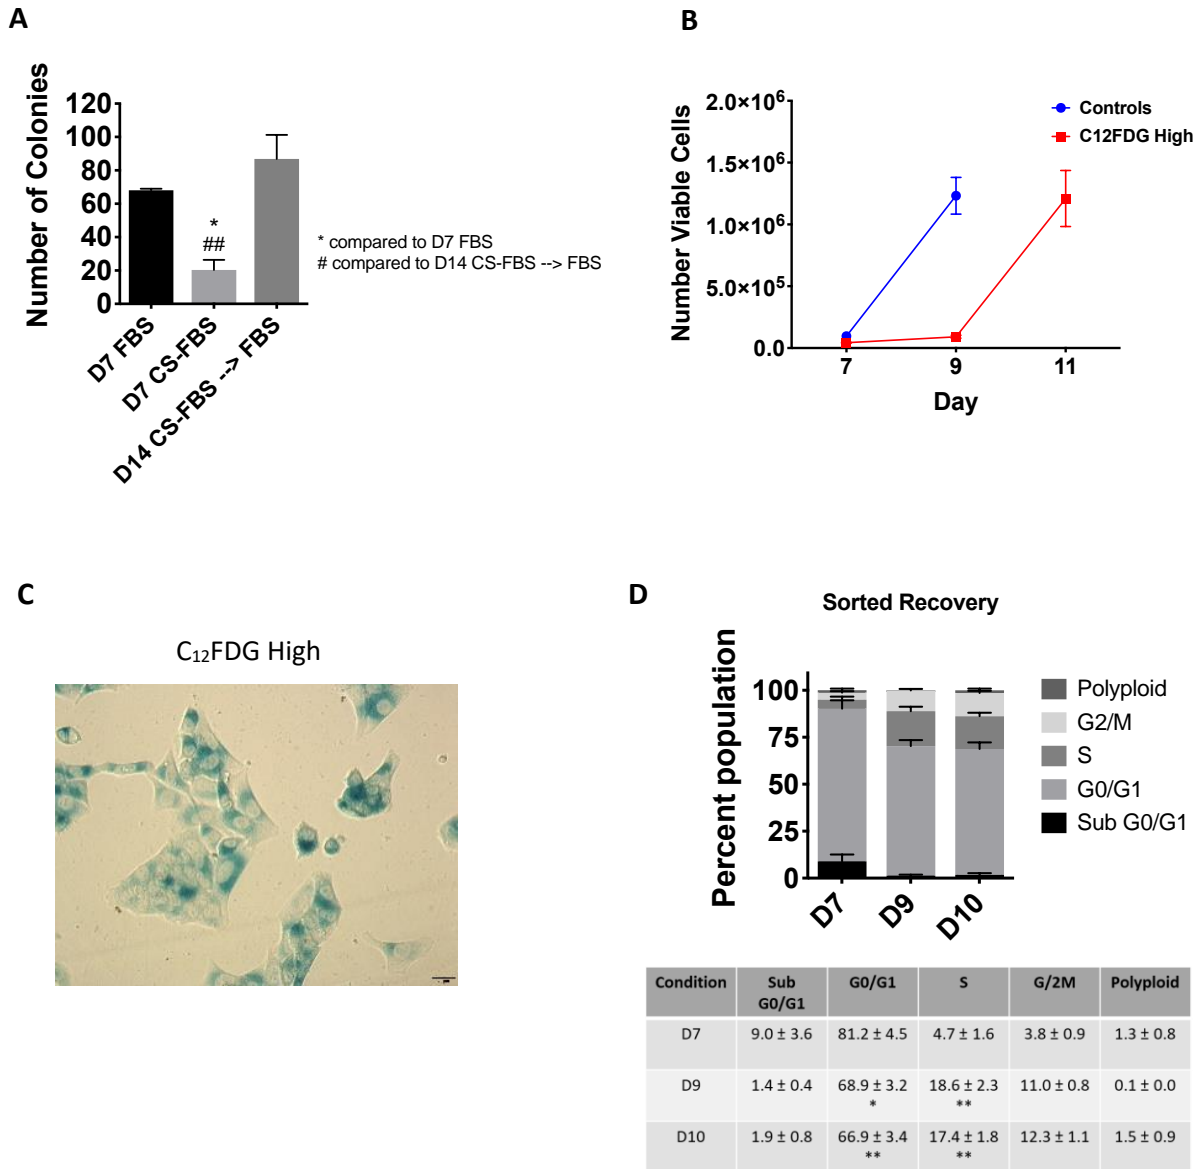 A
Number of Colonies
120
100
80
60
40
20
0
*
##
D7 FBS
D7 CS-FBS
D14 CS-FBS --> FBS
* compared to D7 FBS
# compared to D14 CS-FBS --> FBS
B
Number Viable Cells
2.0×10⁶
1.5×10⁶
1.0×10⁶
5.0×10⁵
0.0
7 9 11
Day
Controls
C12FDG High
C
C₁₂FDG High
D
Sorted Recovery
Percent population
100
75
50
25
0
D7 D9 D10
Polyploid
G2/M
S
G0/G1
Sub G0/G1
Condition Sub G0/G1 S G/2M Polyploid
G0/G1
D7 9.0 ± 3.6 81.2 ± 4.5 4.7 ± 1.6 3.8 ± 0.9 1.3 ± 0.8
D9 1.4 ± 0.4 68.9 ± 3.2 18.6 ± 2.3 11.0 ± 0.8 0.1 ± 0.0
* **
D10 1.9 ± 0.8 66.9 ± 3.4 17.4 ± 1.8 12.3 ± 1.1 1.5 ± 0.9
** **